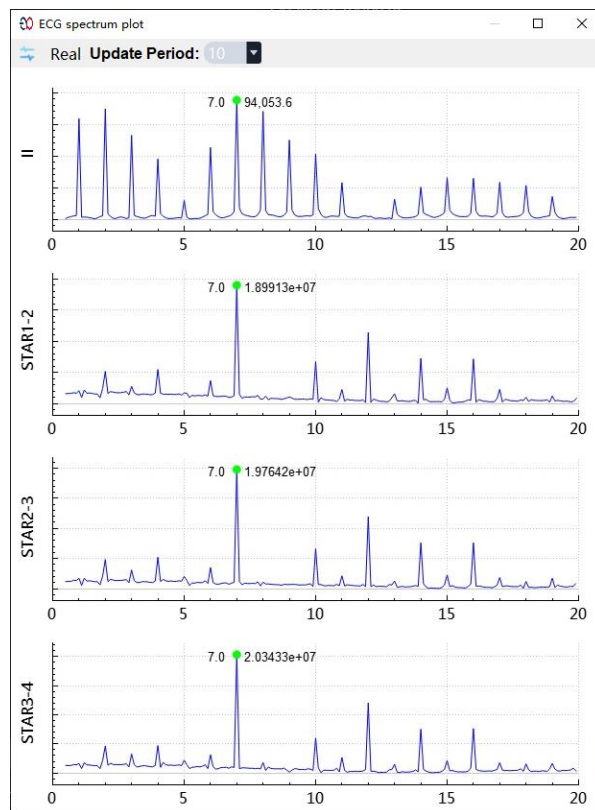 ECG spectrum plot
Real Update Period: 10
II
7.0 94,053.6
0 5 10 15 20
STAR1-2
7.0 1.89913e+07
0 5 10 15 20
STAR2-3
7.0 1.97642e+07
0 5 10 15 20
STAR3-4
7.0 2.03433e+07
0 5 10 15 20